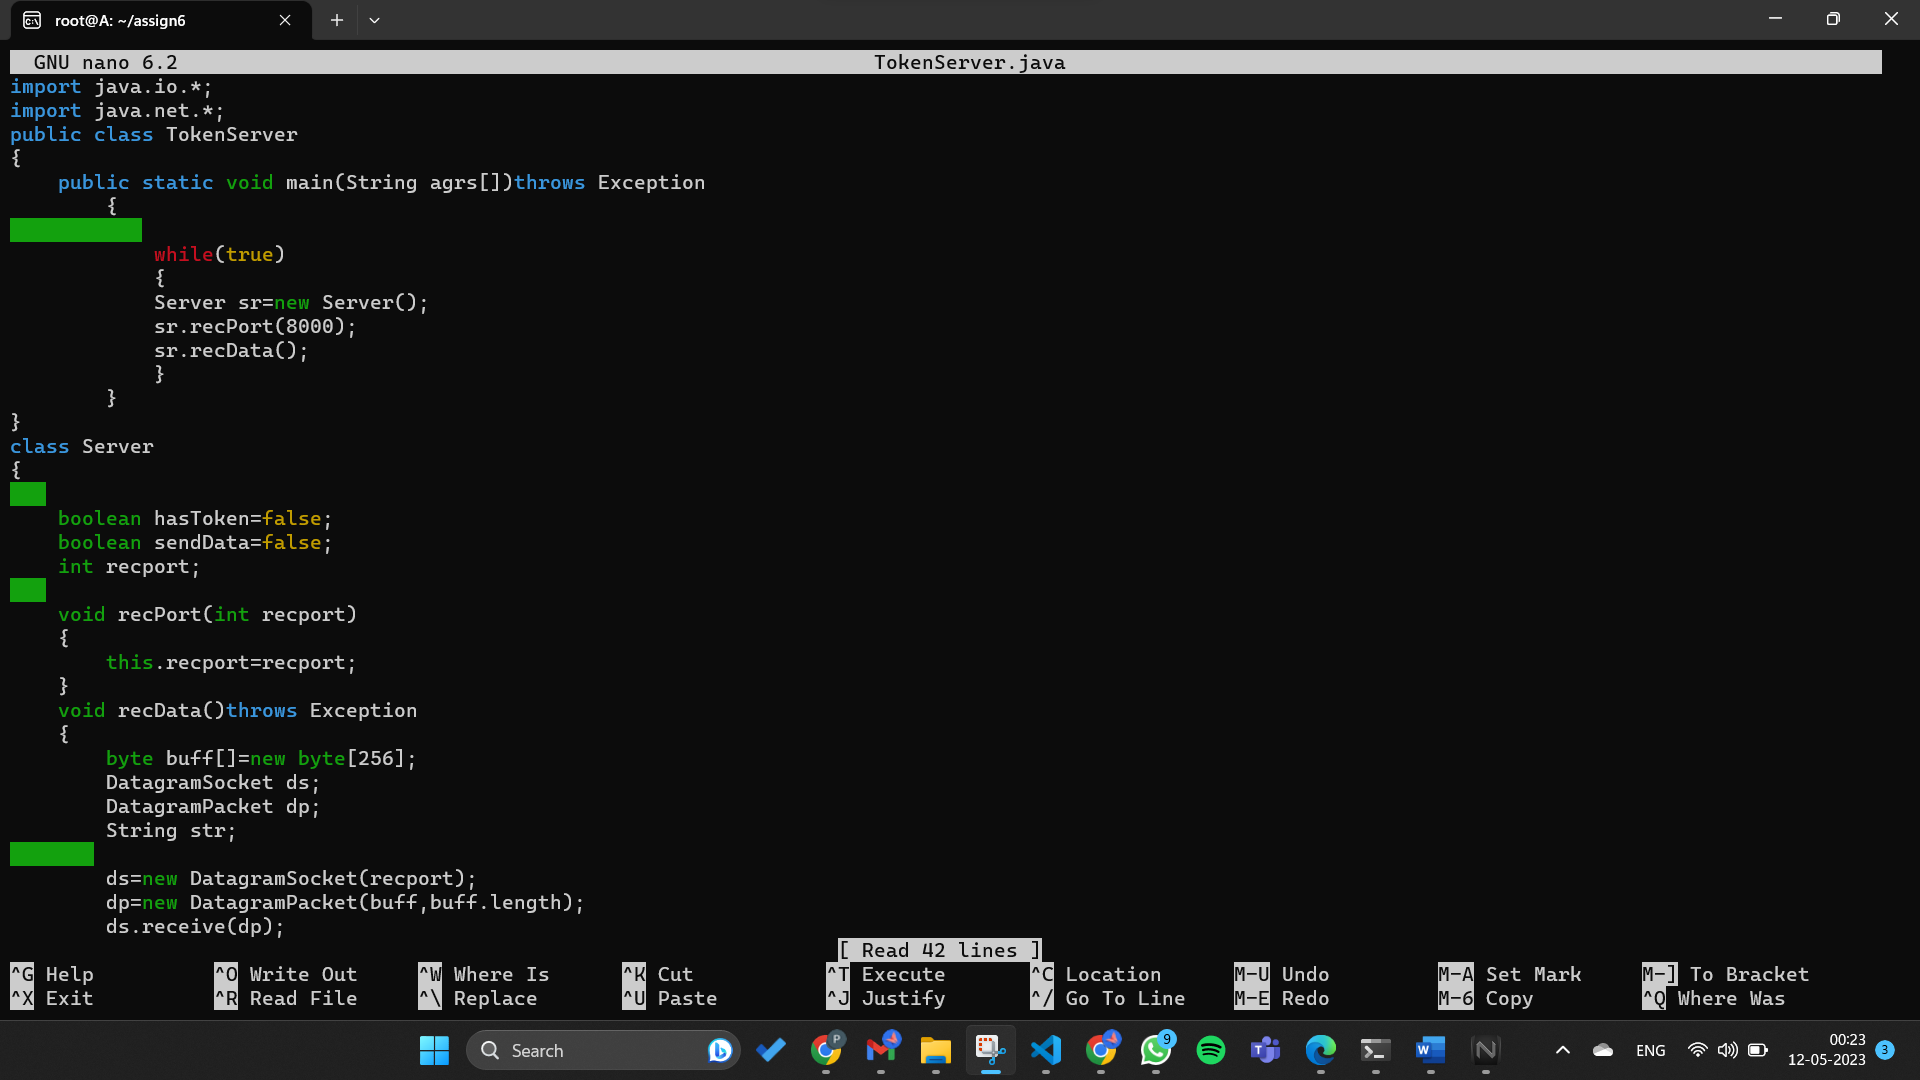 root@A: ~/assign6
GNU nano 6.2 TokenServer.java
import java.io.*;
import java.net.*;
public class TokenServer
{
    public static void main(String agrs[])throws Exception
        {
            while(true)
            {
            Server sr=new Server();
            sr.recPort(8000);
            sr.recData();
            }
        }
}
class Server
{
    boolean hasToken=false;
    boolean sendData=false;
    int recport;
    void recPort(int recport)
    {
        this.recport=recport;
    }
    void recData()throws Exception
    {
        byte buff[]=new byte[256];
        DatagramSocket ds;
        DatagramPacket dp;
        String str;
        ds=new DatagramSocket(recport);
        dp=new DatagramPacket(buff,buff.length);
        ds.receive(dp);
[ Read 42 lines ]
^G Help ^O Write Out ^W Where Is ^K Cut ^T Execute ^C Location M-U Undo M-A Set Mark M-] To Bracket
^X Exit ^R Read File ^\ Replace ^U Paste ^J Justify ^/ Go To Line M-E Redo M-6 Copy ^Q Where Was
Search P 9 ENG 00:23
12-05-2023 3